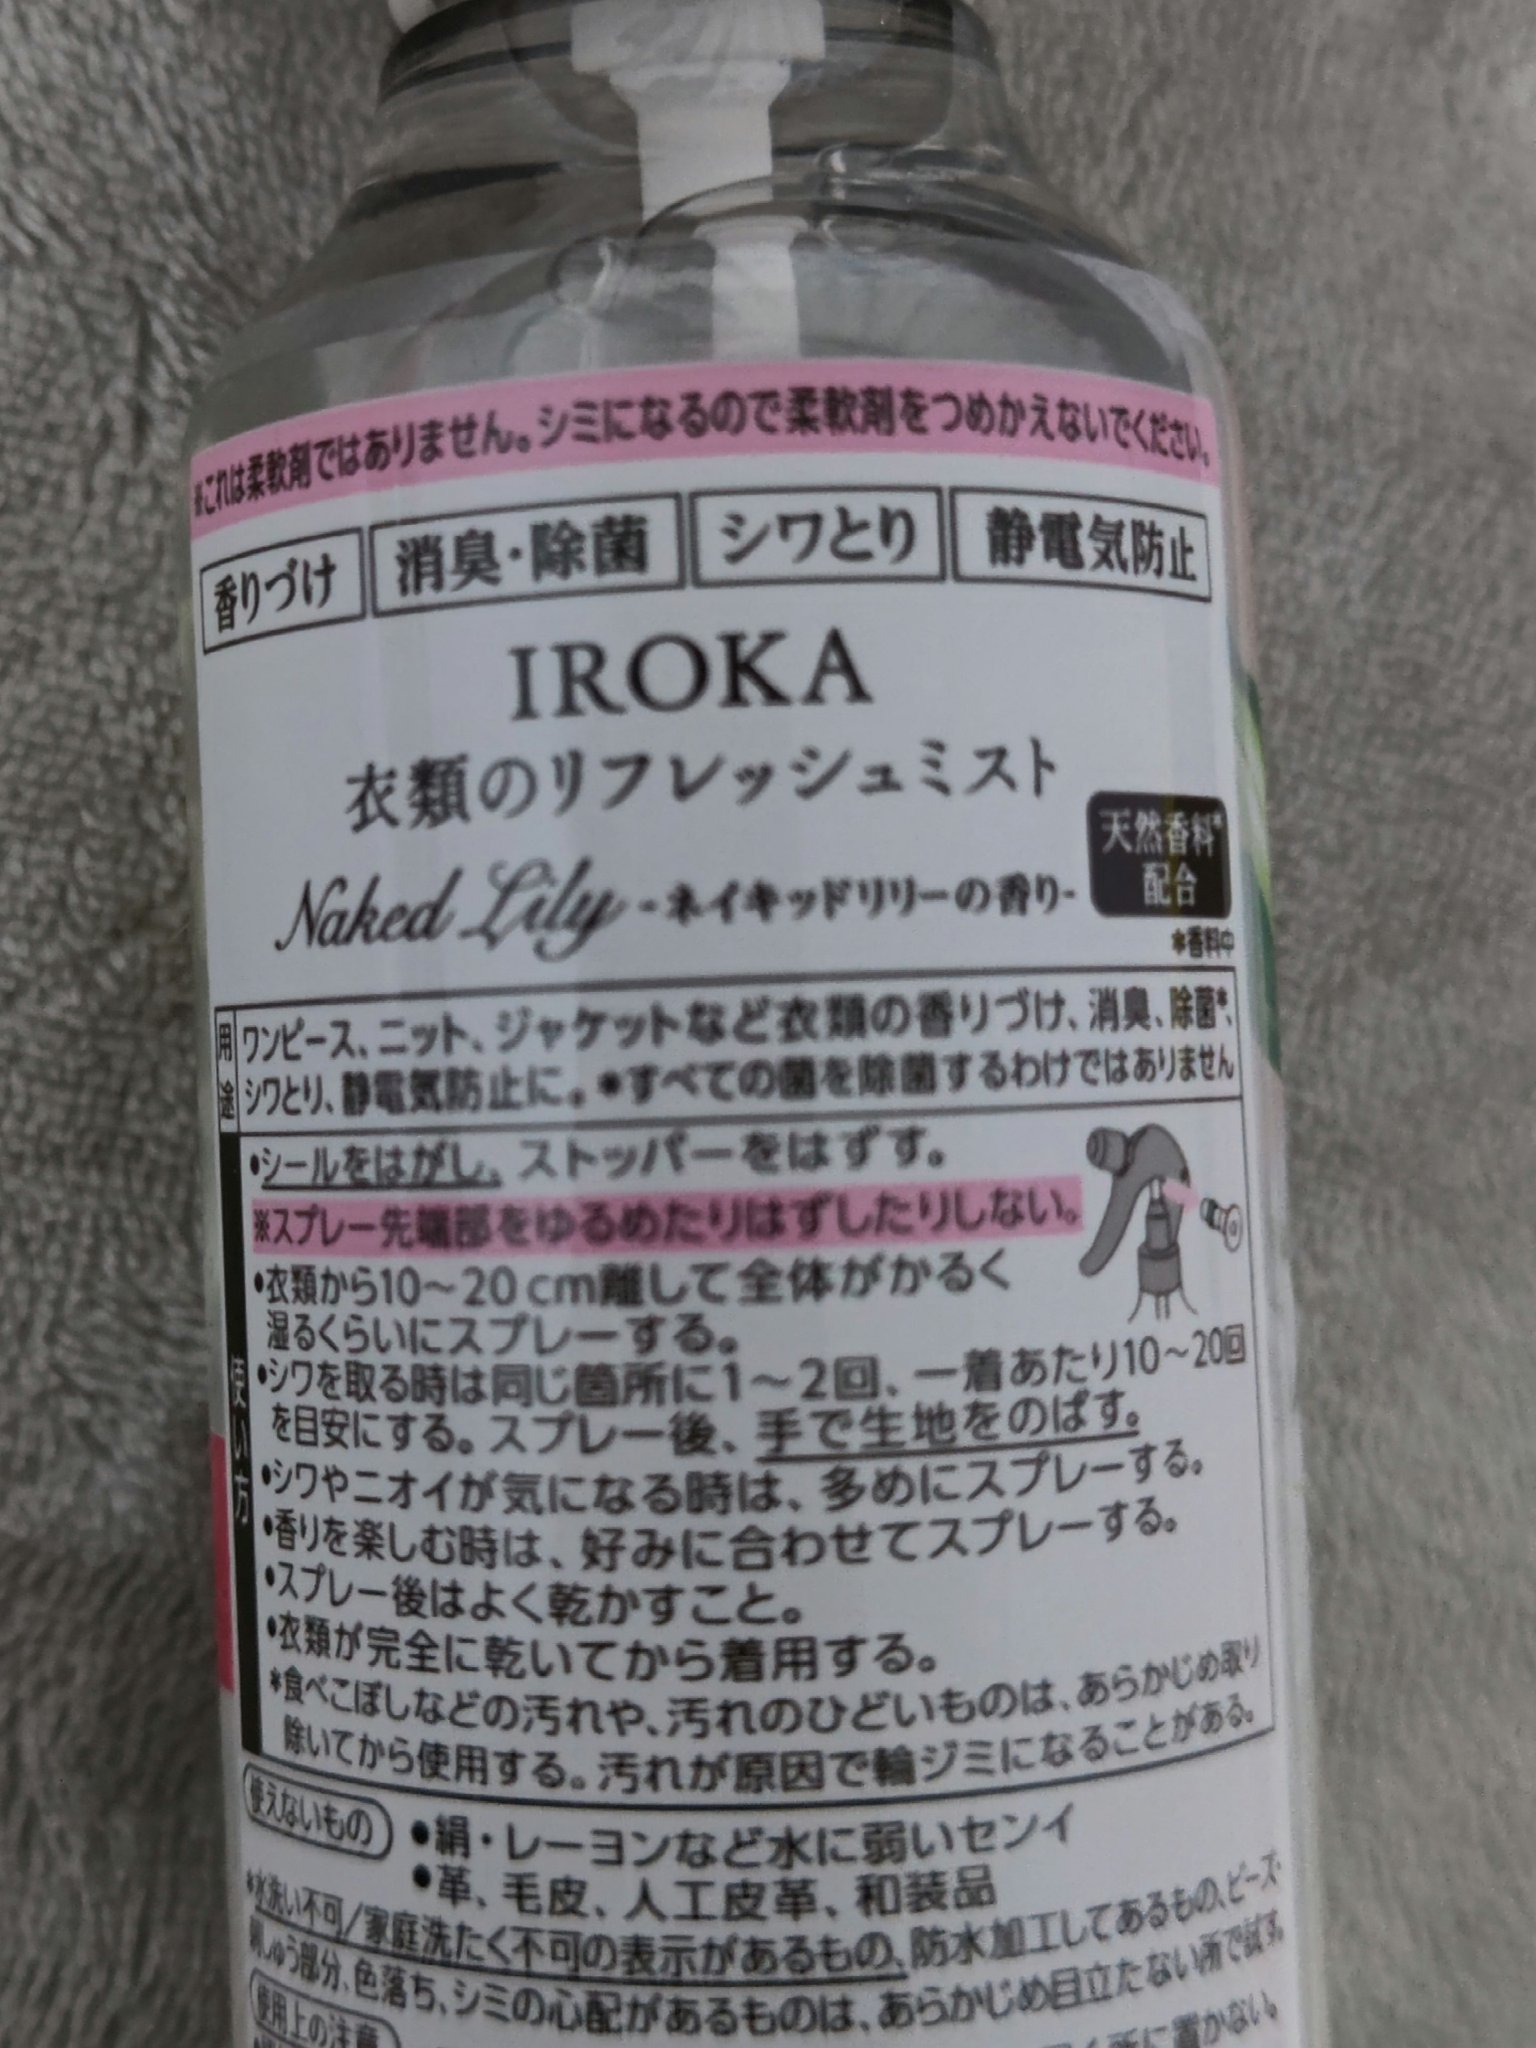 ※これは柔軟剤ではありません。シミになるので柔軟剤をつめかえないでください。
香りづけ 消臭・除菌 シワとり 静電気防止
IROKA
衣類のリフレッシュミスト
天然香料*
配合
Naked Lily -ネイキッドリリーの香り-
*香料中
用途
ワンピース、ニット、ジャケットなど衣類の香りづけ、消臭、除菌*、
シワとり、静電気防止に。*すべての菌を除菌するわけではありません
使い方
•シールをはがし、ストッパーをはずす。
※スプレー先端部をゆるめたりはずしたりしない。
•衣類から10～20cm離して全体がかるく
湿るくらいにスプレーする。
•シワを取る時は同じ箇所に1～2回、一着あたり10～20回
を目安にする。スプレー後、手で生地をのばす。
•シワやニオイが気になる時は、多めにスプレーする。
•香りを楽しむ時は、好みに合わせてスプレーする。
•スプレー後はよく乾かすこと。
•衣類が完全に乾いてから着用する。
*食べこぼしなどの汚れや、汚れのひどいものは、あらかじめ取り
除いてから使用する。汚れが原因で輪ジミになることがある。
使えないもの
●絹・レーヨンなど水に弱いセンイ
●革、毛皮、人工皮革、和装品
*水洗い不可/家庭洗たく不可の表示があるもの、防水加工してあるもの、ビーズ・
刺しゅう部分、色落ち、シミの心配があるものは、あらかじめ目立たない所で試す。
使用上の注意
所に置かない。